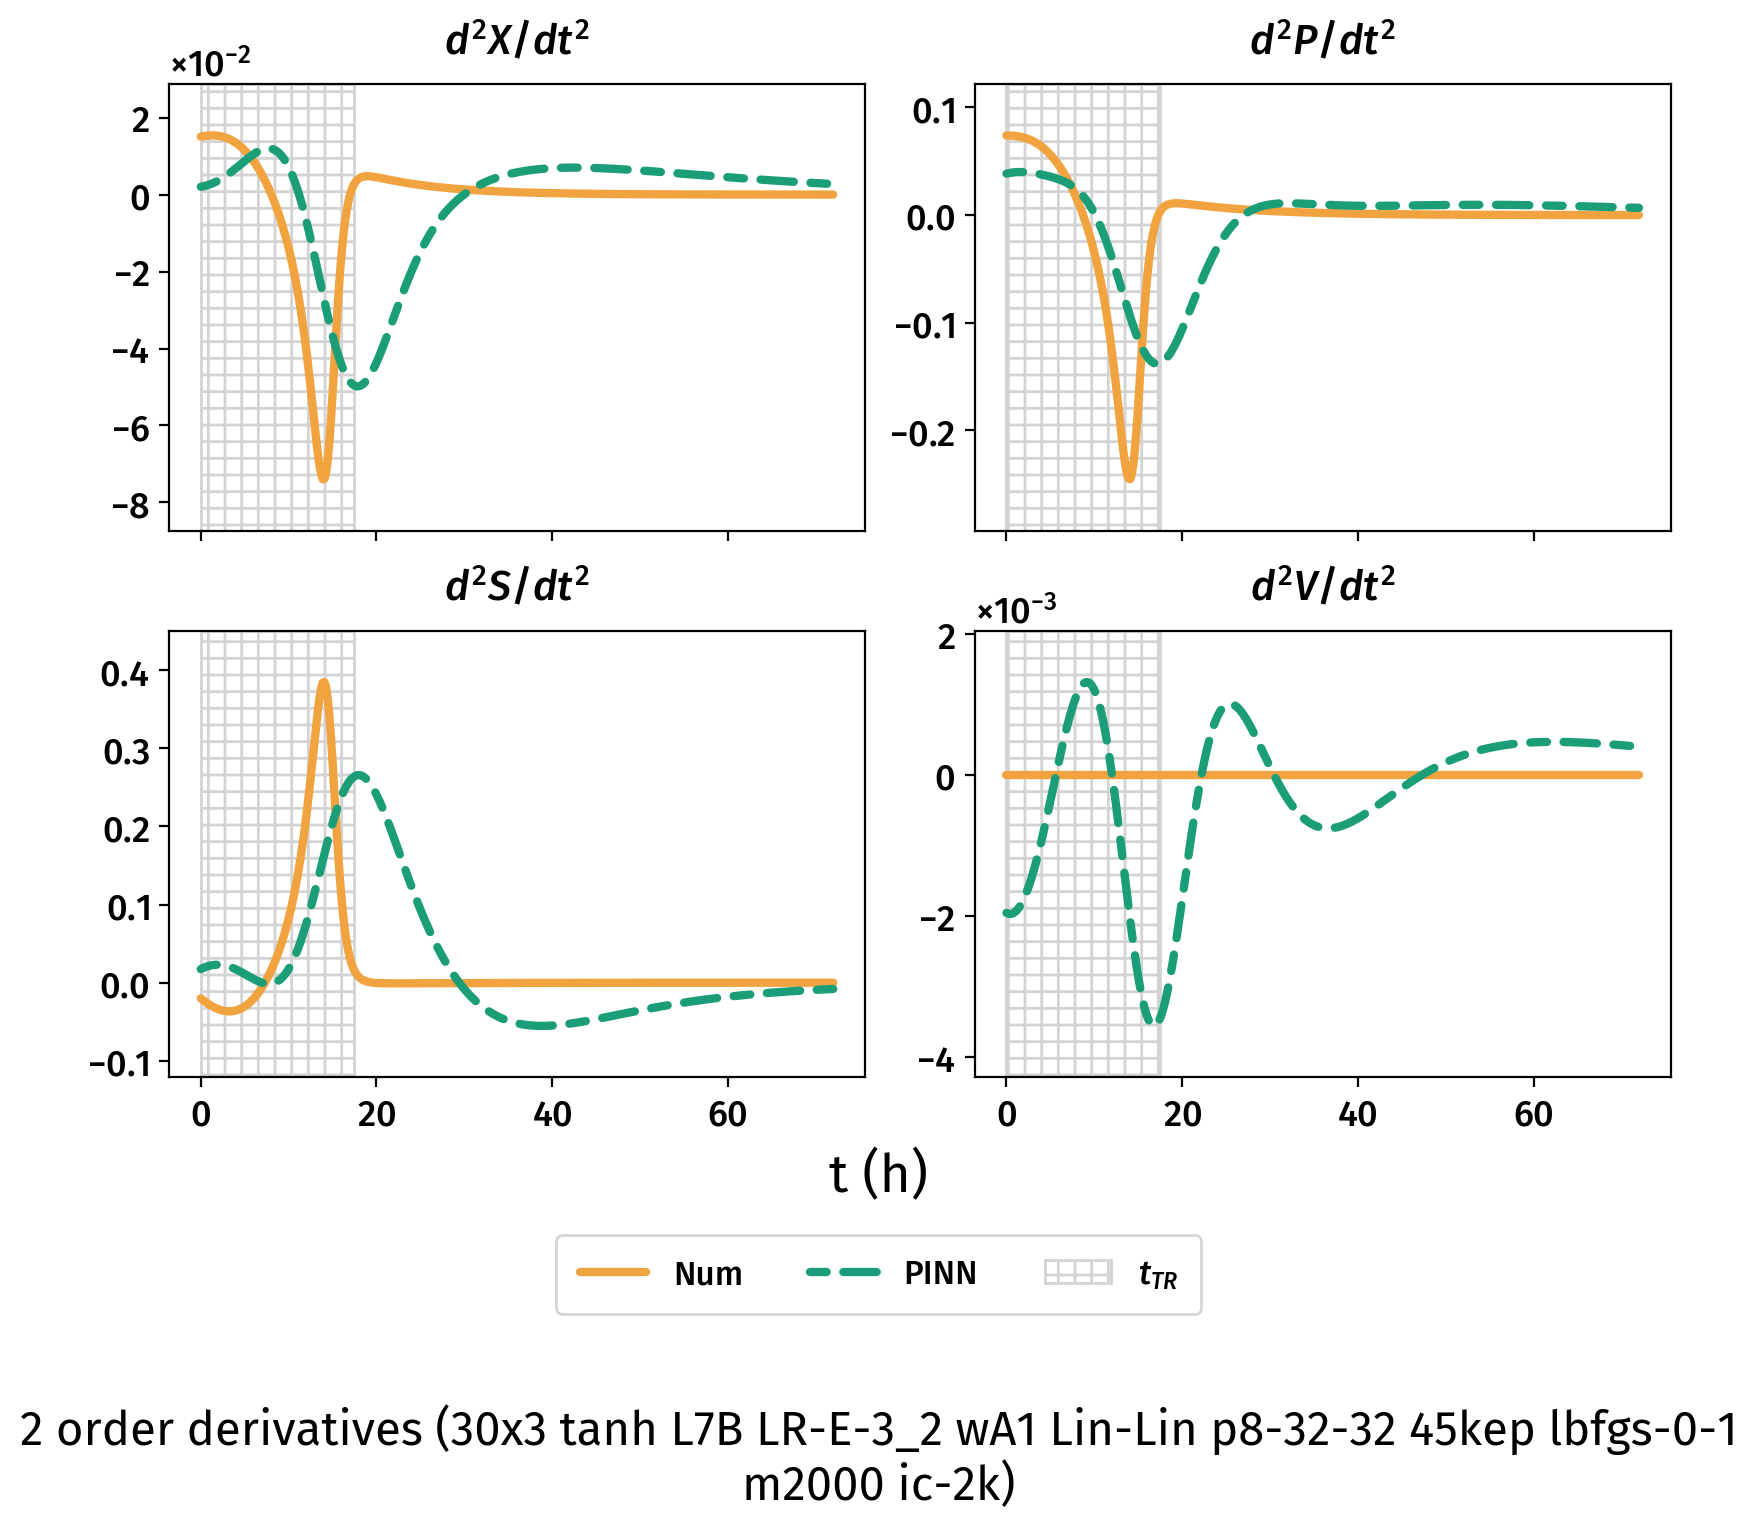 d²X/dt²
×10⁻²
2
0
−2
−4
−6
−8
d²P/dt²
0.1
0.0
−0.1
−0.2
d²S/dt²
0.4
0.3
0.2
0.1
0.0
−0.1
0 20 40 60
d²V/dt²
×10⁻³
2
0
−2
−4
0 20 40 60
t (h)
Num PINN t_TR
2 order derivatives (30x3 tanh L7B LR-E-3_2 wA1 Lin-Lin p8-32-32 45kep lbfgs-0-1
m2000 ic-2k)